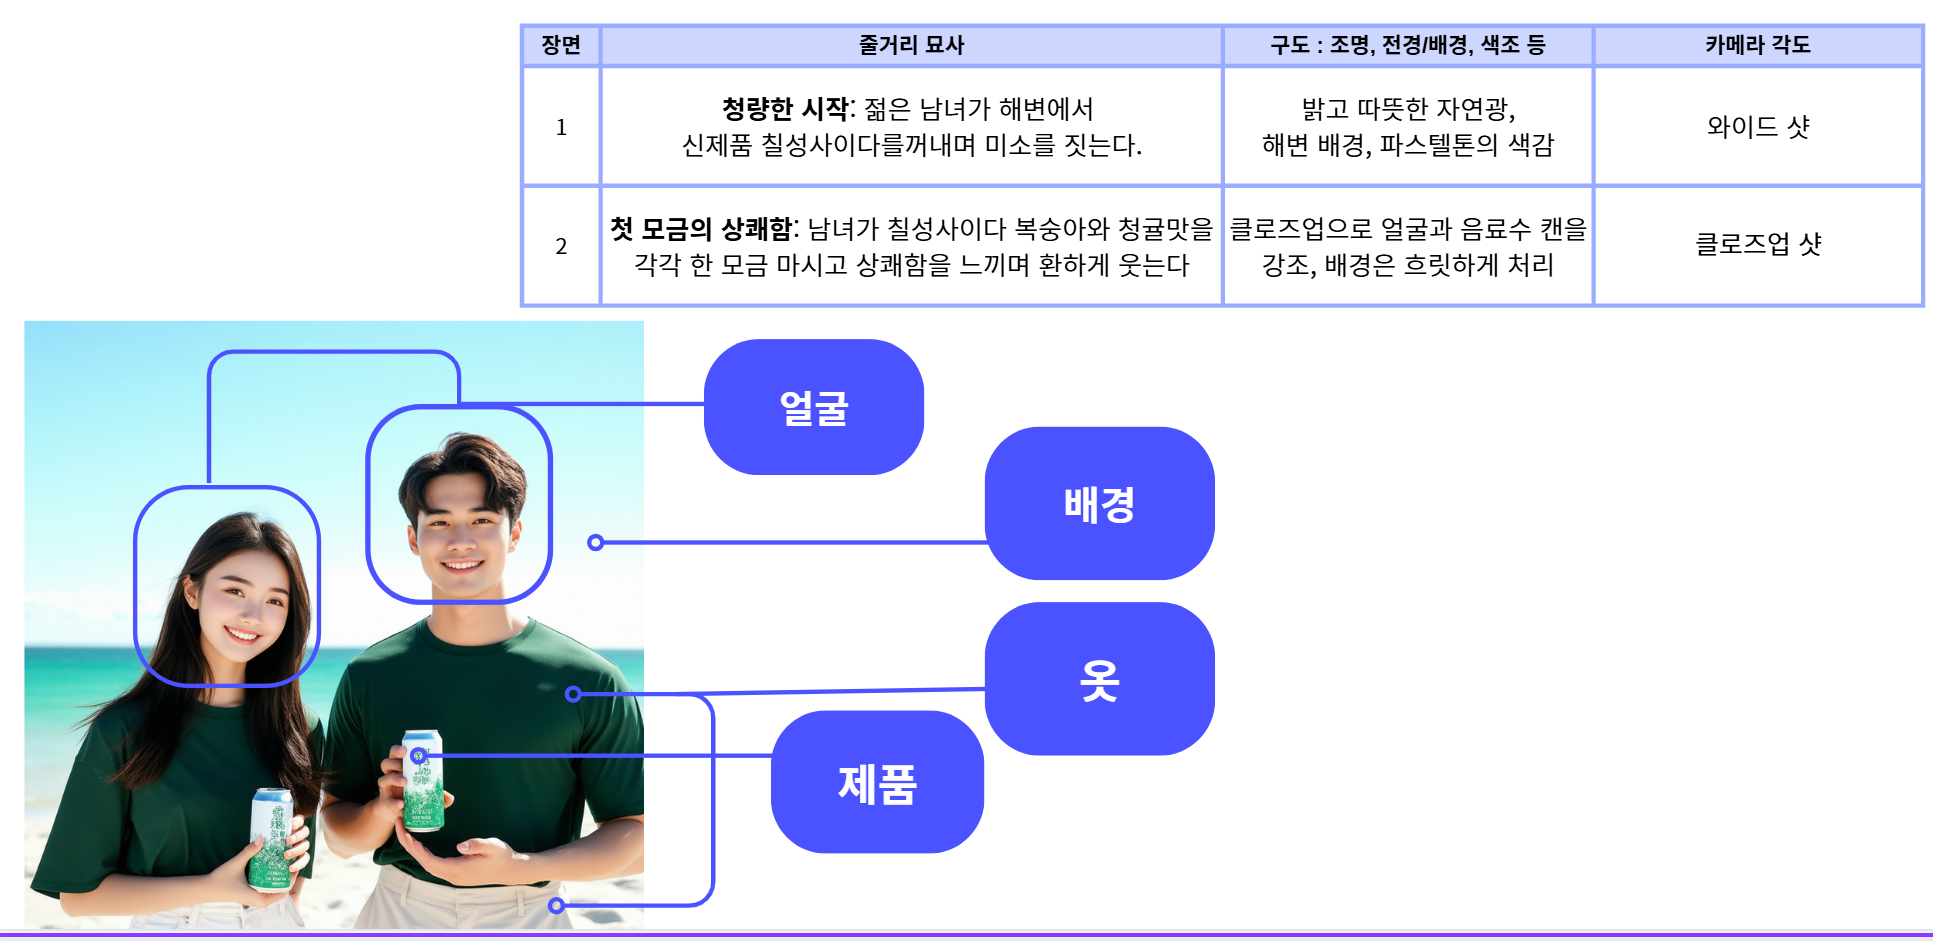 장면
줄거리 묘사
구도 : 조명, 전경/배경, 색조 등
카메라 각도
1
청량한 시작: 젊은 남녀가 해변에서
신제품 칠성사이다를꺼내며 미소를 짓는다.
밝고 따뜻한 자연광,
해변 배경, 파스텔톤의 색감
와이드 샷
2
첫 모금의 상쾌함: 남녀가 칠성사이다 복숭아와 청귤맛을
각각 한 모금 마시고 상쾌함을 느끼며 환하게 웃는다
클로즈업으로 얼굴과 음료수 캔을
강조, 배경은 흐릿하게 처리
클로즈업 샷
얼굴
배경
옷
제품